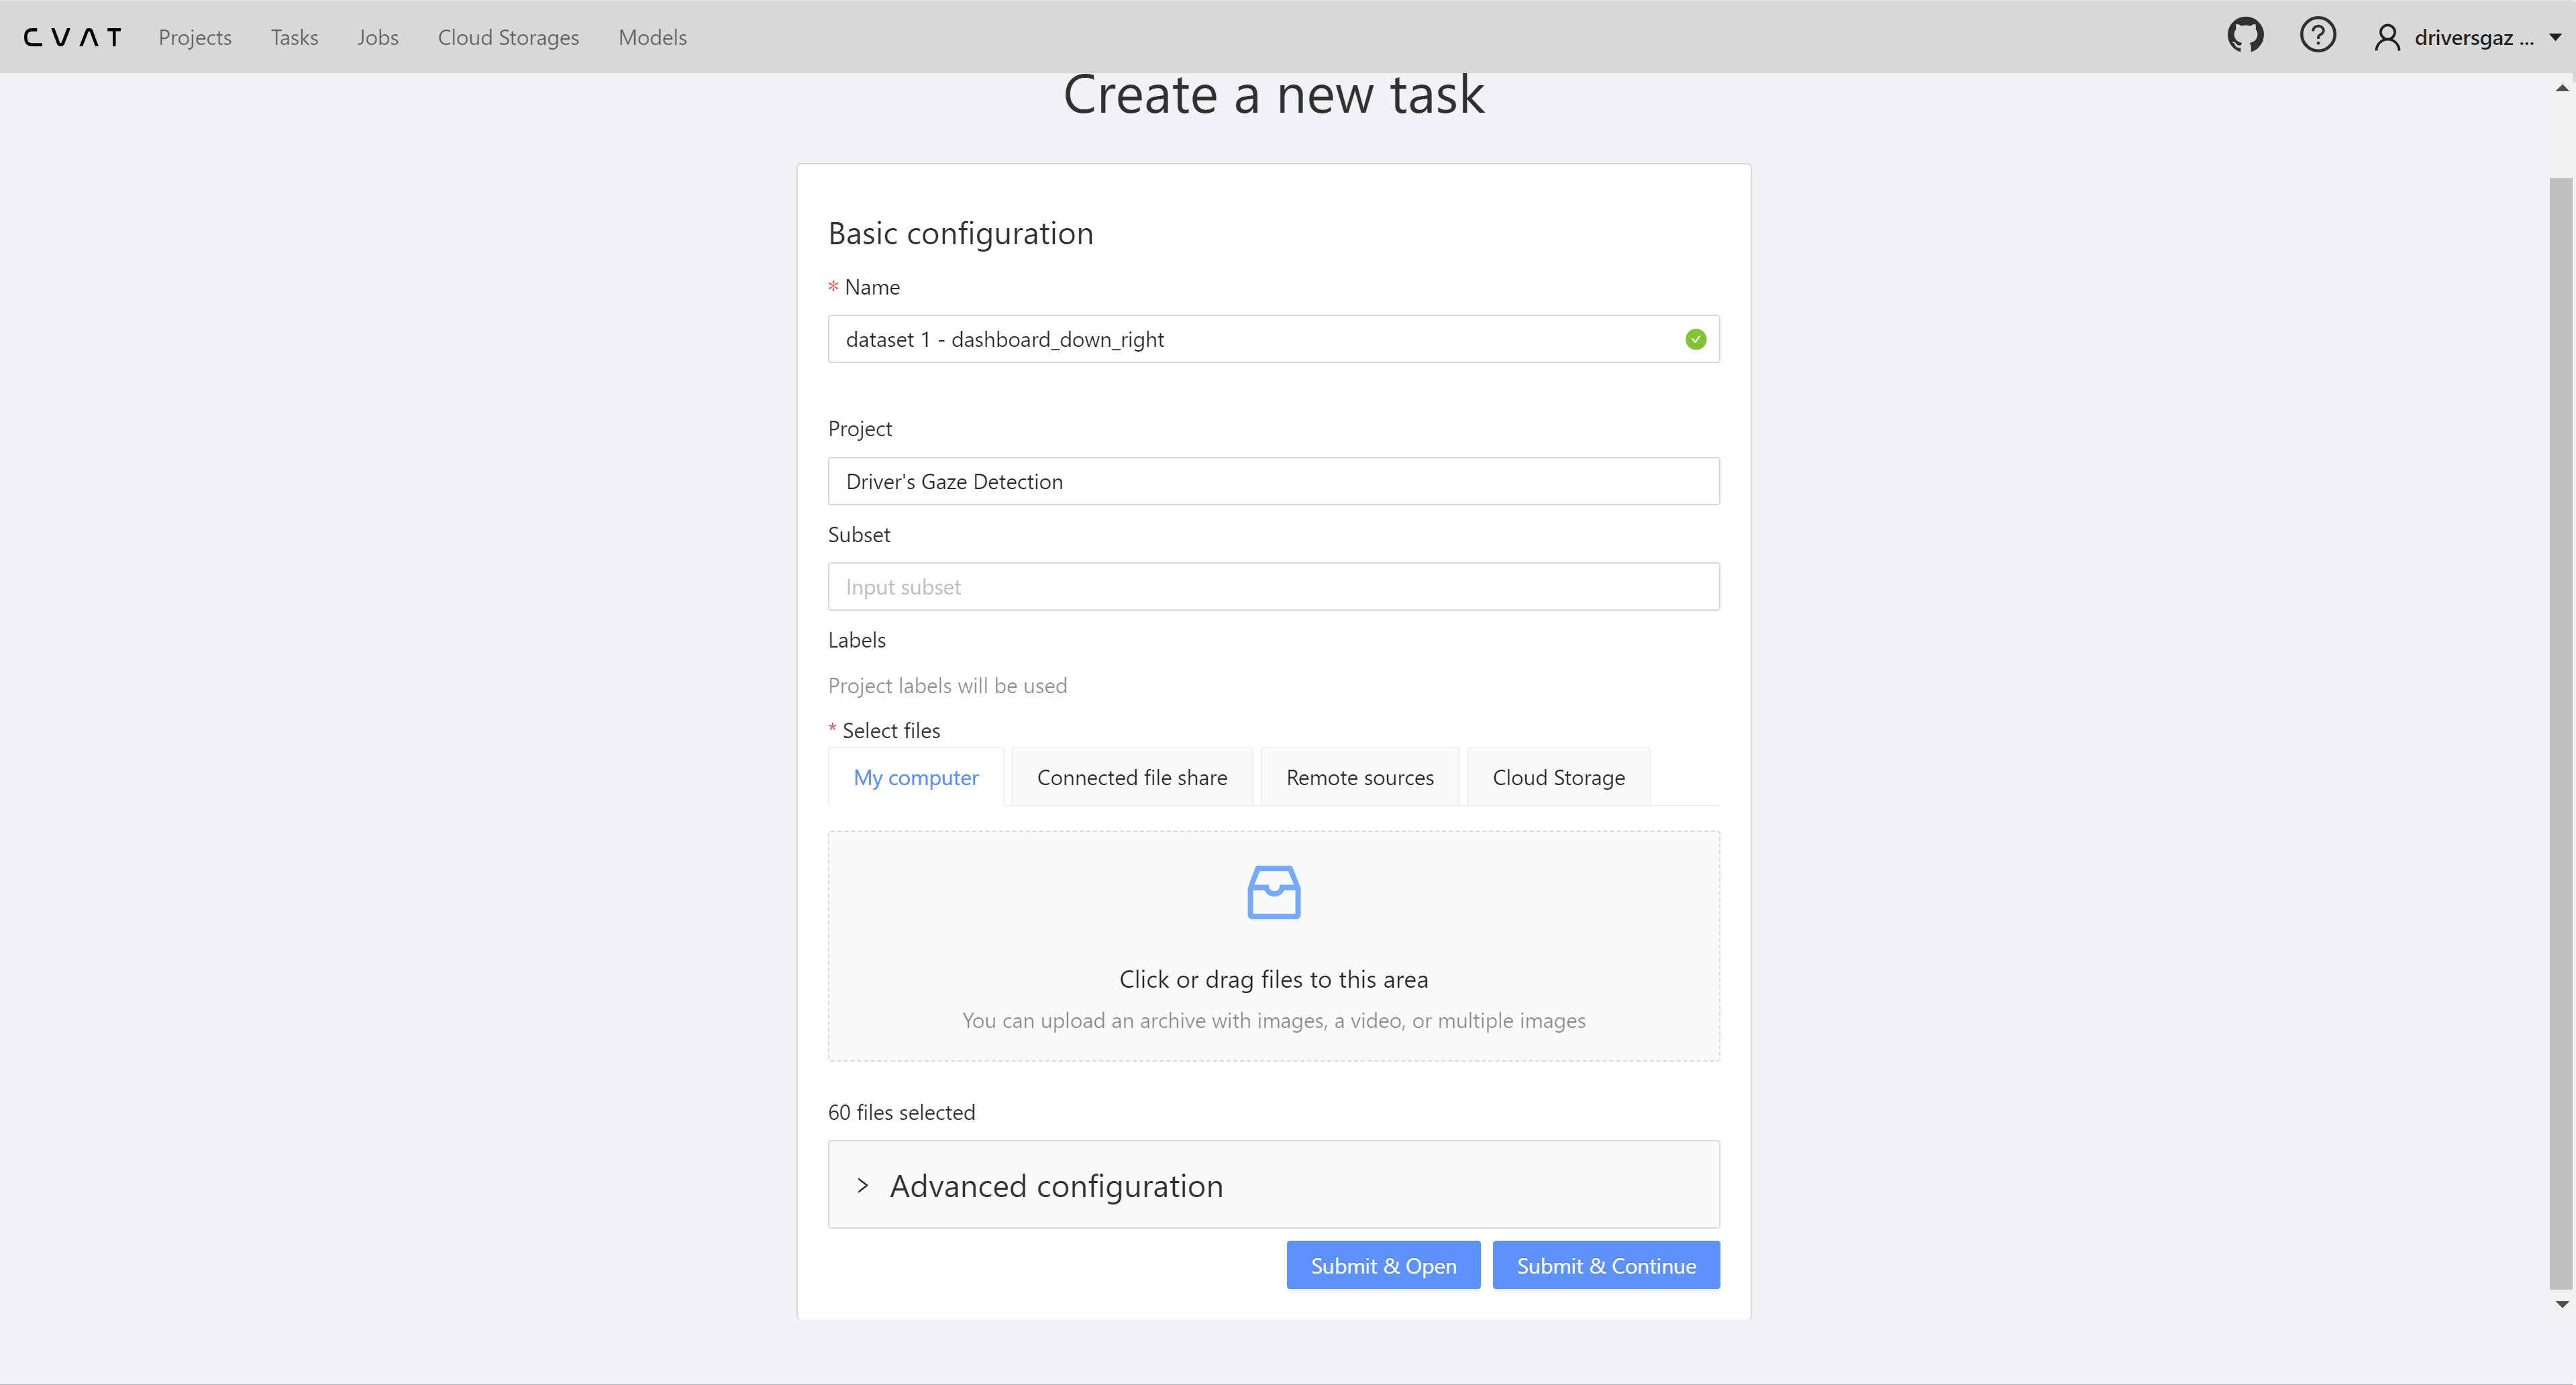 CVAT Projects Tasks Jobs Cloud Storages Models driversgaz ...
Create a new task
Basic configuration
* Name
dataset 1 - dashboard_down_right
Project
Driver's Gaze Detection
Subset
Input subset
Labels
Project labels will be used
* Select files
My computer Connected file share Remote sources Cloud Storage
Click or drag files to this area
You can upload an archive with images, a video, or multiple images
60 files selected
> Advanced configuration
Submit & Open Submit & Continue